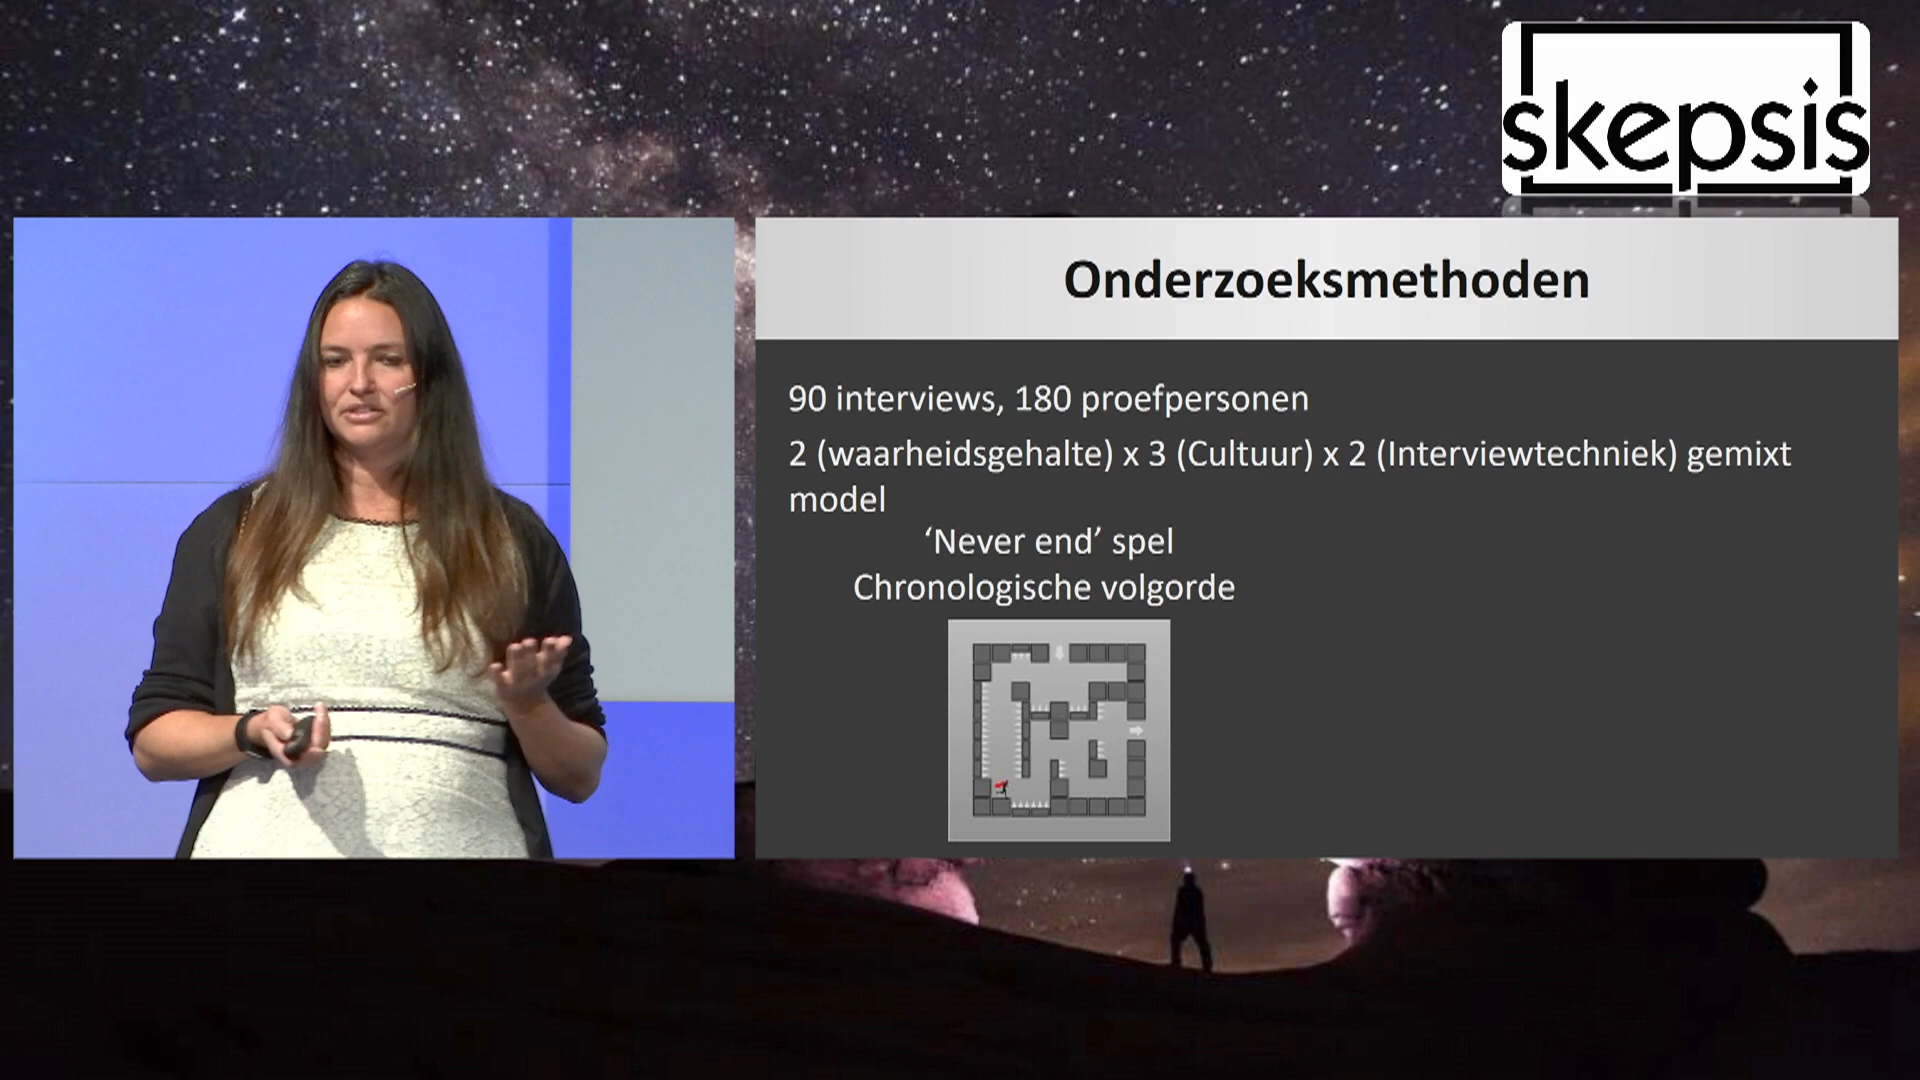 skepsis
Onderzoeksmethoden
90 interviews, 180 proefpersonen
2 (waarheidsgehalte) x 3 (Cultuur) x 2 (Interviewtechniek) gemixt
model
‘Never end’ spel
Chronologische volgorde